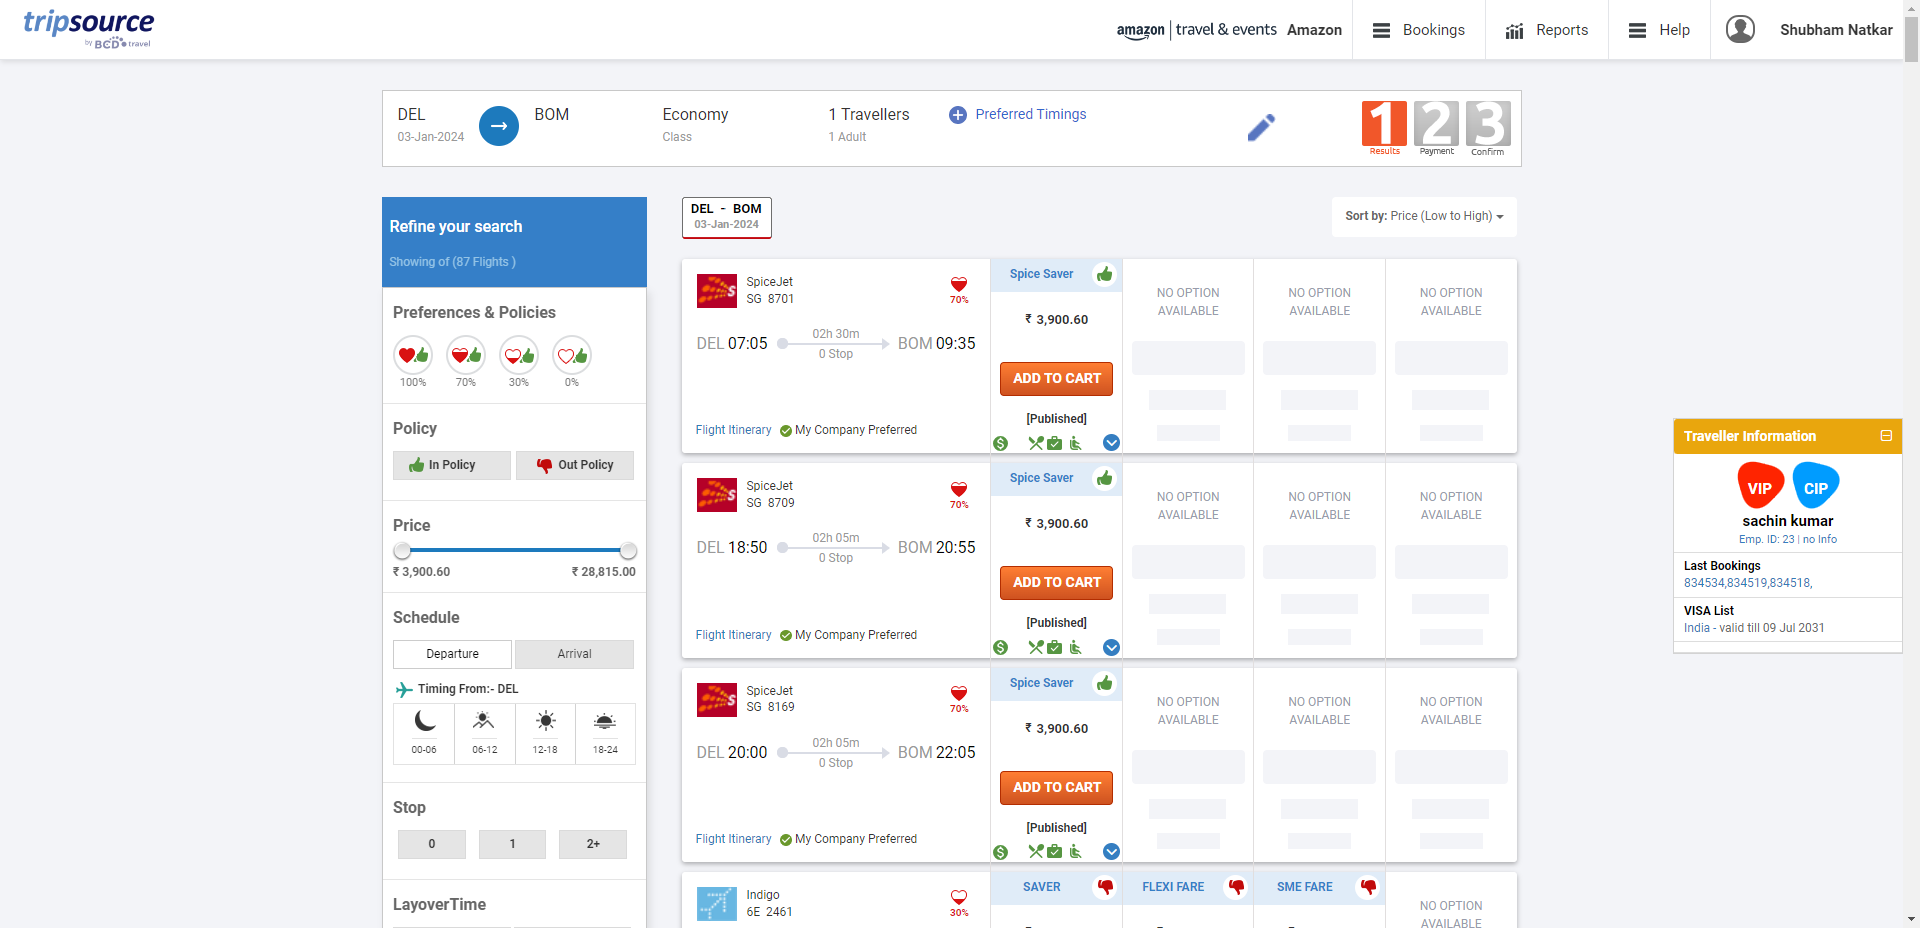 tripsource
by BCD travel
amazon | travel & events Amazon
Bookings
Reports
Help
Shubham Natkar
DEL
03-Jan-2024
BOM
Economy
Class
1 Travellers
1 Adult
Preferred Timings
1 2 3
Results Payment Confirm
Refine your search
Showing of (87 Flights )
Preferences & Policies
100% 70% 30% 0%
Policy
In Policy Out Policy
Price
₹ 3,900.60 ₹ 28,815.00
Schedule
Departure Arrival
Timing From:- DEL
00-06 06-12 12-18 18-24
Stop
0 1 2+
LayoverTime
DEL - BOM
03-Jan-2024
Sort by: Price (Low to High)
SpiceJet
SG 8701
70%
DEL 07:05
02h 30m
0 Stop
BOM 09:35
Flight Itinerary My Company Preferred
Spice Saver
₹ 3,900.60
ADD TO CART
[Published]
NO OPTION
AVAILABLE
NO OPTION
AVAILABLE
NO OPTION
AVAILABLE
SpiceJet
SG 8709
70%
DEL 18:50
02h 05m
0 Stop
BOM 20:55
Flight Itinerary My Company Preferred
Spice Saver
₹ 3,900.60
ADD TO CART
[Published]
NO OPTION
AVAILABLE
NO OPTION
AVAILABLE
NO OPTION
AVAILABLE
SpiceJet
SG 8169
70%
DEL 20:00
02h 05m
0 Stop
BOM 22:05
Flight Itinerary My Company Preferred
Spice Saver
₹ 3,900.60
ADD TO CART
[Published]
NO OPTION
AVAILABLE
NO OPTION
AVAILABLE
NO OPTION
AVAILABLE
Indigo
6E 2461
30%
SAVER
FLEXI FARE
SME FARE
NO OPTION
AVAILABLE
Traveller Information
VIP CIP
sachin kumar
Emp. ID: 23 | no Info
Last Bookings
834534,834519,834518,
VISA List
India - valid till 09 Jul 2031